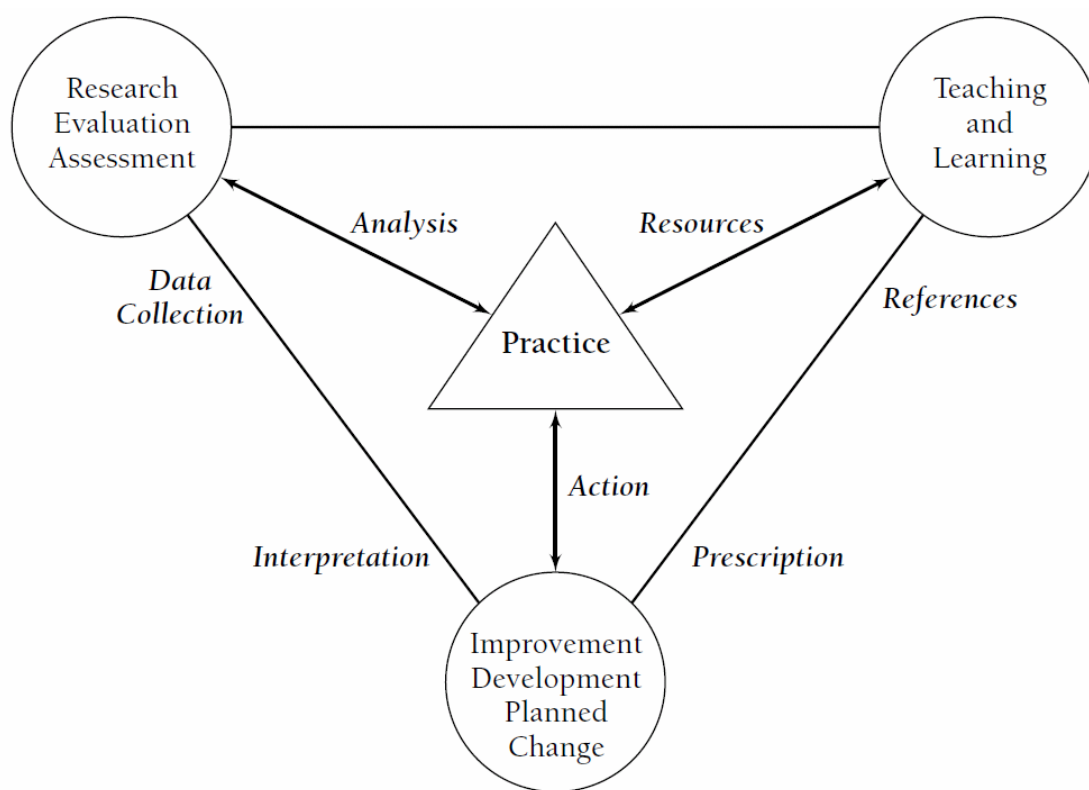 Research
Evaluation
Assessment
Teaching
and
Learning
Analysis
Resources
Data
Collection
References
Practice
Action
Interpretation
Prescription
Improvement
Development
Planned
Change